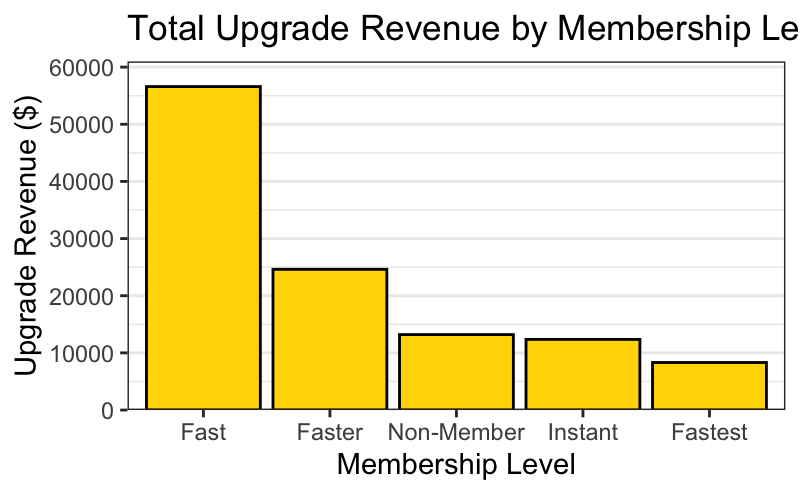 Total Upgrade Revenue by Membership Le
60000
50000
40000
30000
20000
10000
0
Upgrade Revenue ($)
Fast Faster Non-Member Instant Fastest
Membership Level